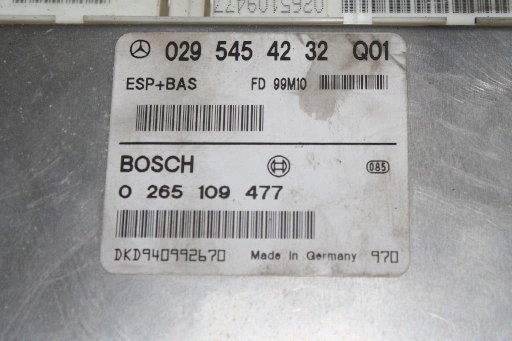 0265109477
029 545 42 32 Q01
ESP+BAS FD 99M10
BOSCH 085
0 265 109 477
DKD940992670 Made in Germany 970